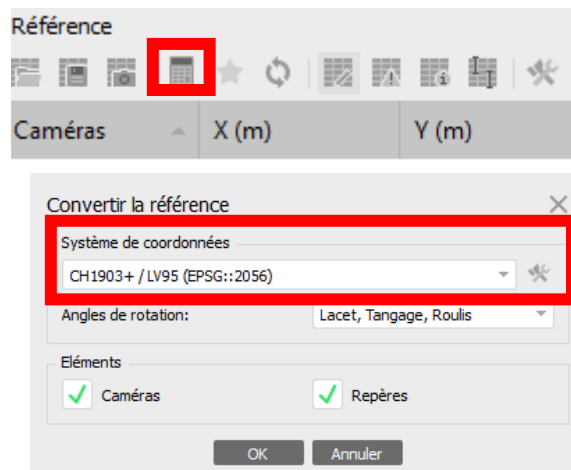 Référence
Caméras X (m) Y (m)
Convertir la référence
Système de coordonnées
CH1903+ / LV95 (EPSG::2056)
Angles de rotation: Lacet, Tangage, Roulis
Eléments
Caméras Repères
OK Annuler